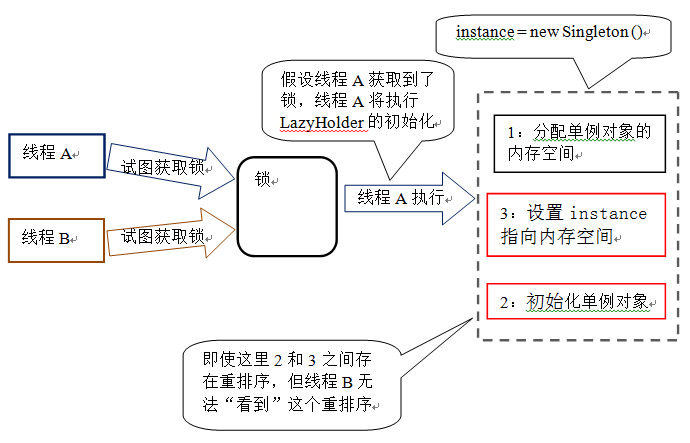 instance = new Singleton ()
假设线程 A 获取到了
锁，线程 A 将执行
LazyHolder 的初始化
线程 A
试图获取锁
线程 B
试图获取锁
锁
线程 A 执行
1：分配单例对象的
内存空间
3：设置 instance
指向内存空间
2：初始化单例对象
即使这里 2 和 3 之间存
在重排序，但线程 B 无
法“看到”这个重排序